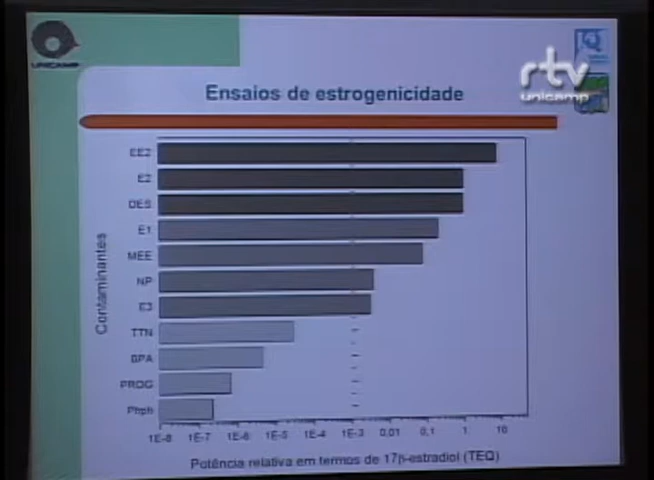 UNICAMP
IQ
rtv
unicamp
Ensaios de estrogenicidade
Contaminantes
EE2
E2
DES
E1
MEE
NP
E3
TTN
BPA
PROG
1E-8 1E-7 1E-6 1E-5 1E-4 1E-3 0,01 0,1 1 10
Potência relativa em termos de 17β-estradiol (TEQ)